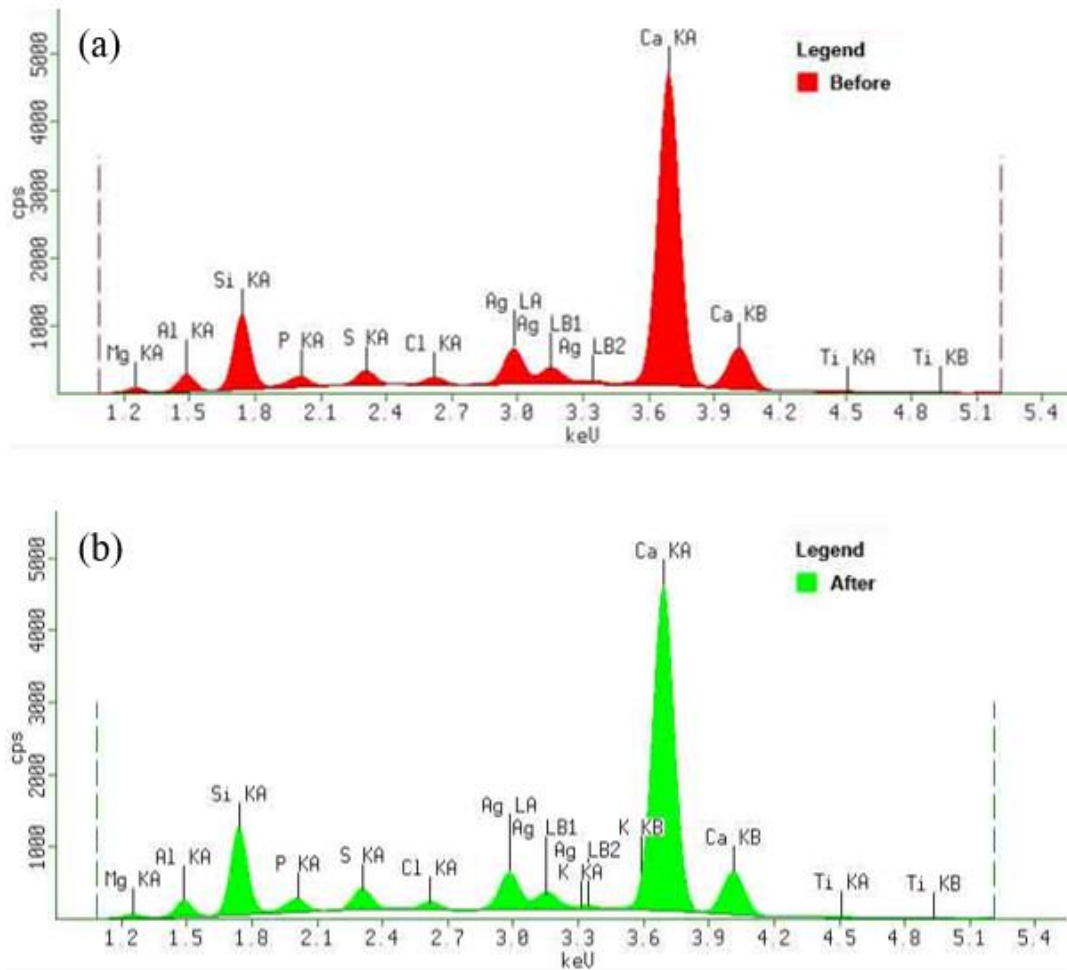 (a)
Legend
Before
cps
5000
4000
3000
2000
1000
Mg KA
Al KA
Si KA
P KA
S KA
Cl KA
Ag LA
Ag LB1
Ag LB2
Ca KA
Ca KB
Ti KA
Ti KB
1.2 1.5 1.8 2.1 2.4 2.7 3.0 3.3 3.6 3.9 4.2 4.5 4.8 5.1 5.4
keV
(b)
Legend
After
cps
5000
4000
3000
2000
1000
Mg KA
Al KA
Si KA
P KA
S KA
Cl KA
Ag LA
Ag LB1
Ag LB2
K KA
K KB
Ca KA
Ca KB
Ti KA
Ti KB
1.2 1.5 1.8 2.1 2.4 2.7 3.0 3.3 3.6 3.9 4.2 4.5 4.8 5.1 5.4
keV